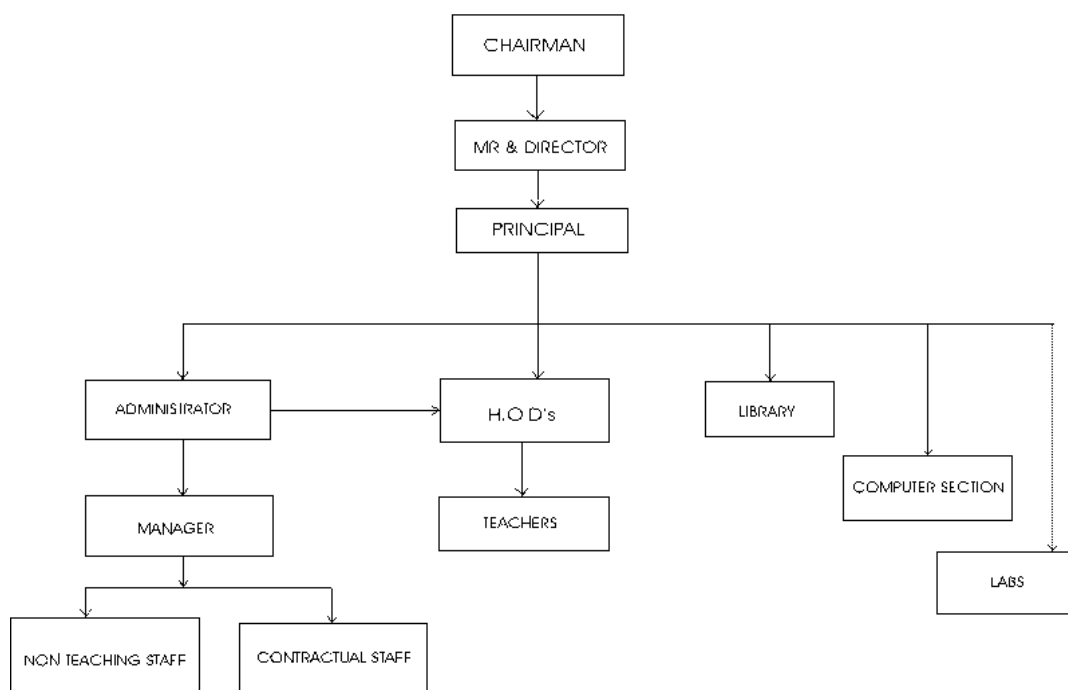 CHAIRMAN
MR & DIRECTOR
PRINCIPAL
ADMINISTRATOR
H.O D's
LIBRARY
COMPUTER SECTION
MANAGER
TEACHERS
LABS
NON TEACHING STAFF
CONTRACTUAL STAFF